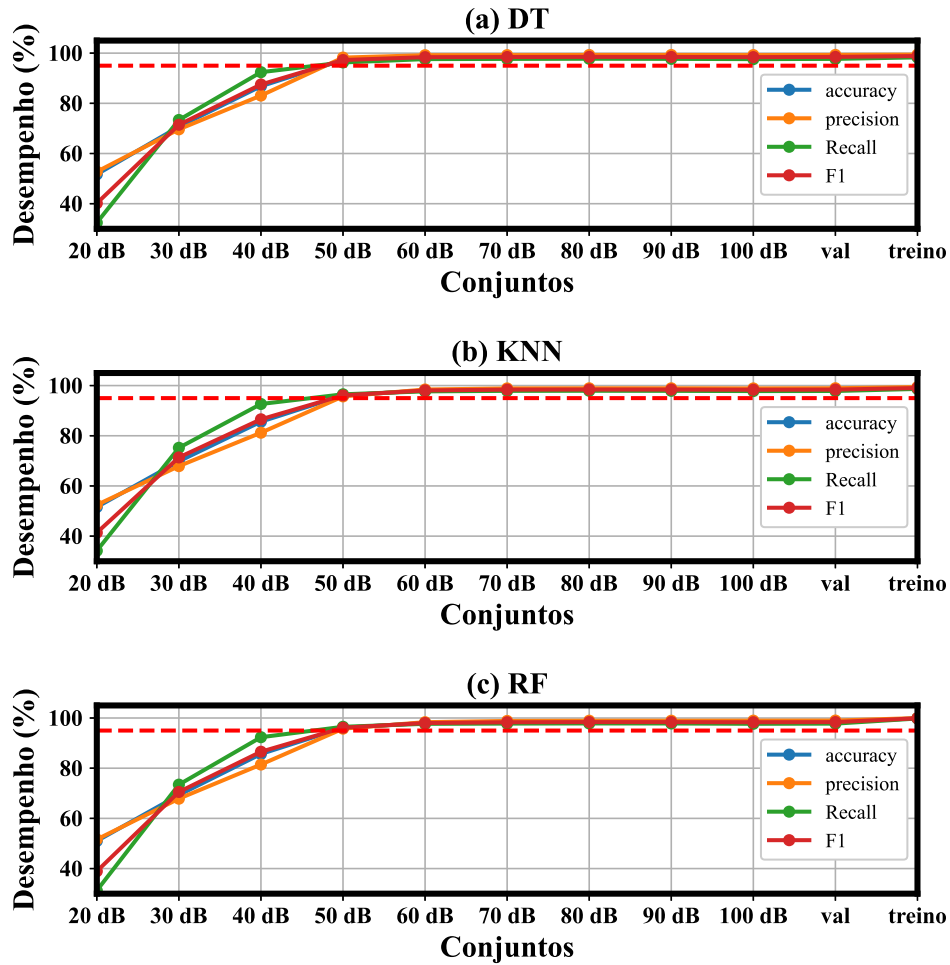 (a) DT
Desempenho (%)
100
80
60
40
accuracy
precision
Recall
F1
20 dB 30 dB 40 dB 50 dB 60 dB 70 dB 80 dB 90 dB 100 dB val treino
Conjuntos
(b) KNN
Desempenho (%)
100
80
60
40
accuracy
precision
Recall
F1
20 dB 30 dB 40 dB 50 dB 60 dB 70 dB 80 dB 90 dB 100 dB val treino
Conjuntos
(c) RF
Desempenho (%)
100
80
60
40
accuracy
precision
Recall
F1
20 dB 30 dB 40 dB 50 dB 60 dB 70 dB 80 dB 90 dB 100 dB val treino
Conjuntos